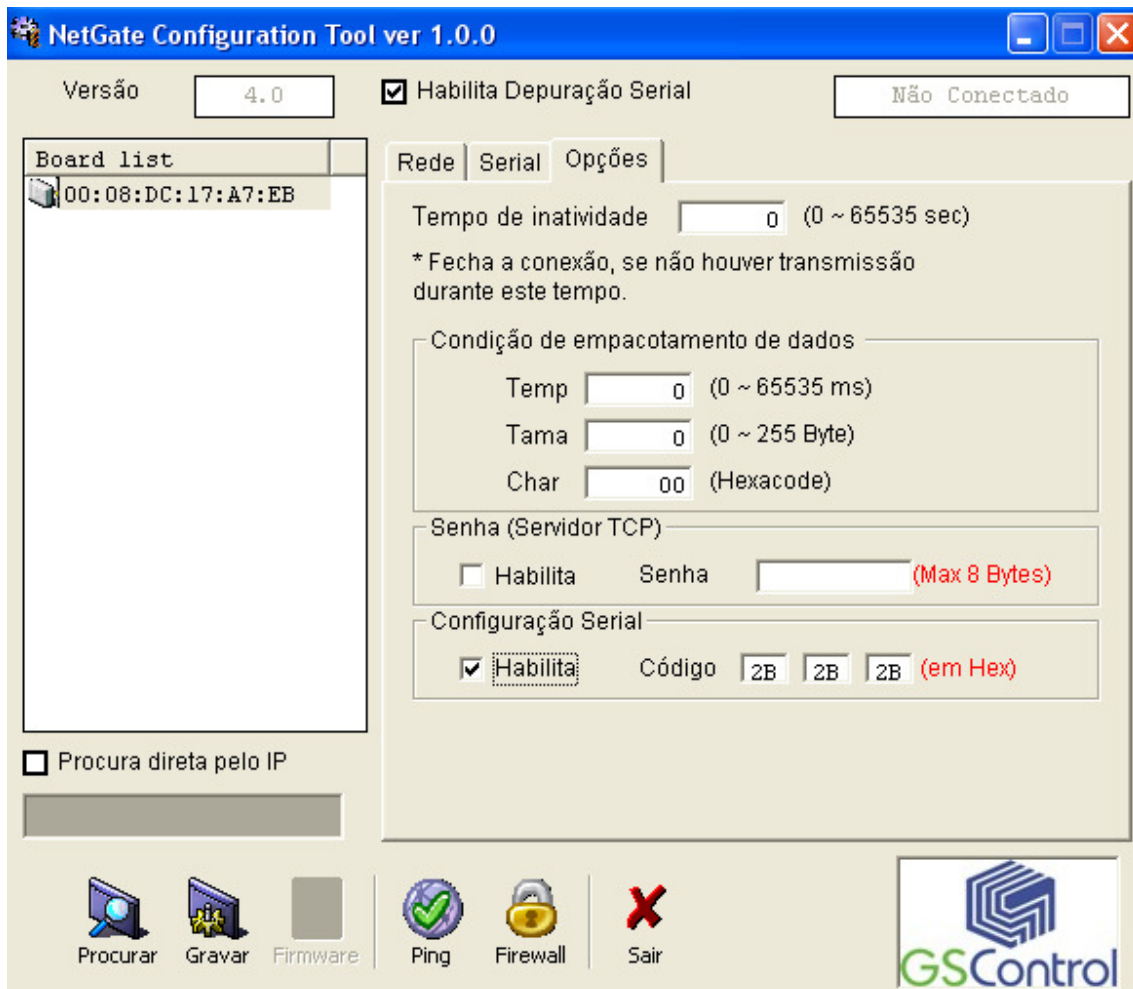 NetGate Configuration Tool ver 1.0.0
Versão 4.0
Habilita Depuração Serial
Não Conectado
Board list
00:08:DC:17:A7:EB
Rede Serial Opções
Tempo de inatividade 0 (0 ~ 65535 sec)
* Fecha a conexão, se não houver transmissão
durante este tempo.
Condição de empacotamento de dados
Temp 0 (0 ~ 65535 ms)
Tama 0 (0 ~ 255 Byte)
Char 00 (Hexacode)
Senha (Servidor TCP)
Habilita Senha (Max 8 Bytes)
Configuração Serial
Habilita Código 2B 2B 2B (em Hex)
Procura direta pelo IP
Procurar Gravar Firmware Ping Firewall Sair
GSControl